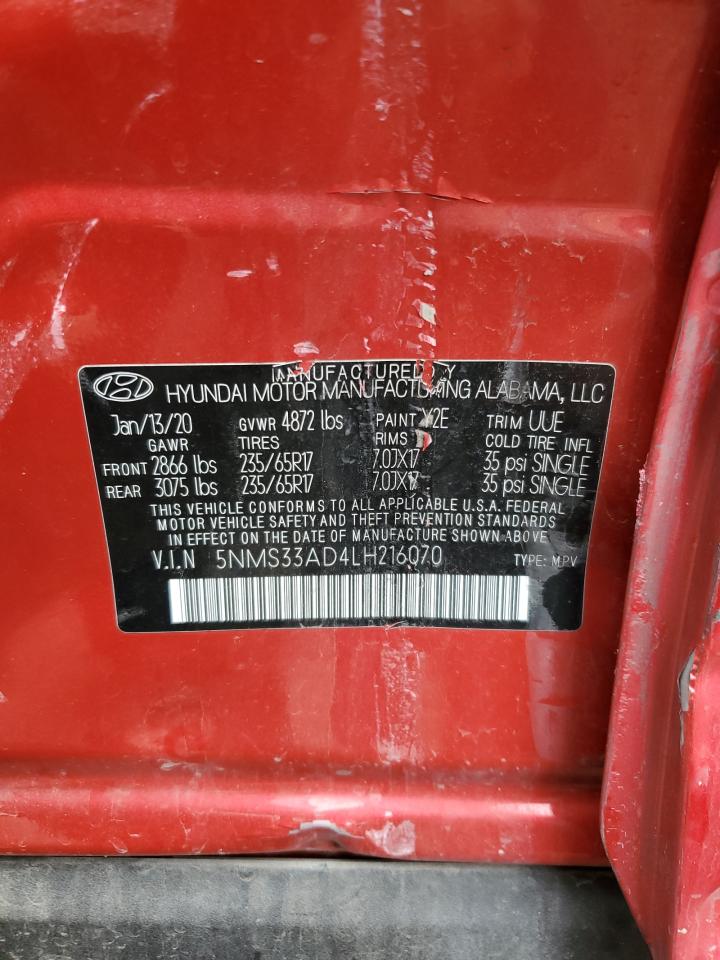 MANUFACTURED BY
HYUNDAI MOTOR MANUFACTURING ALABAMA, LLC
Jan/13/20 GVWR 4872 lbs PAINT Y2E TRIM UUE
GAWR TIRES RIMS COLD TIRE INFL
FRONT 2866 lbs 235/65R17 7.0JX17 35 psi SINGLE
REAR 3075 lbs 235/65R17 7.0JX17 35 psi SINGLE
THIS VEHICLE CONFORMS TO ALL APPLICABLE U.S.A. FEDERAL
MOTOR VEHICLE SAFETY AND THEFT PREVENTION STANDARDS
IN EFFECT ON THE DATE OF MANUFACTURE SHOWN ABOVE.
V.I.N 5NMS33AD4LH216070 TYPE: MPV